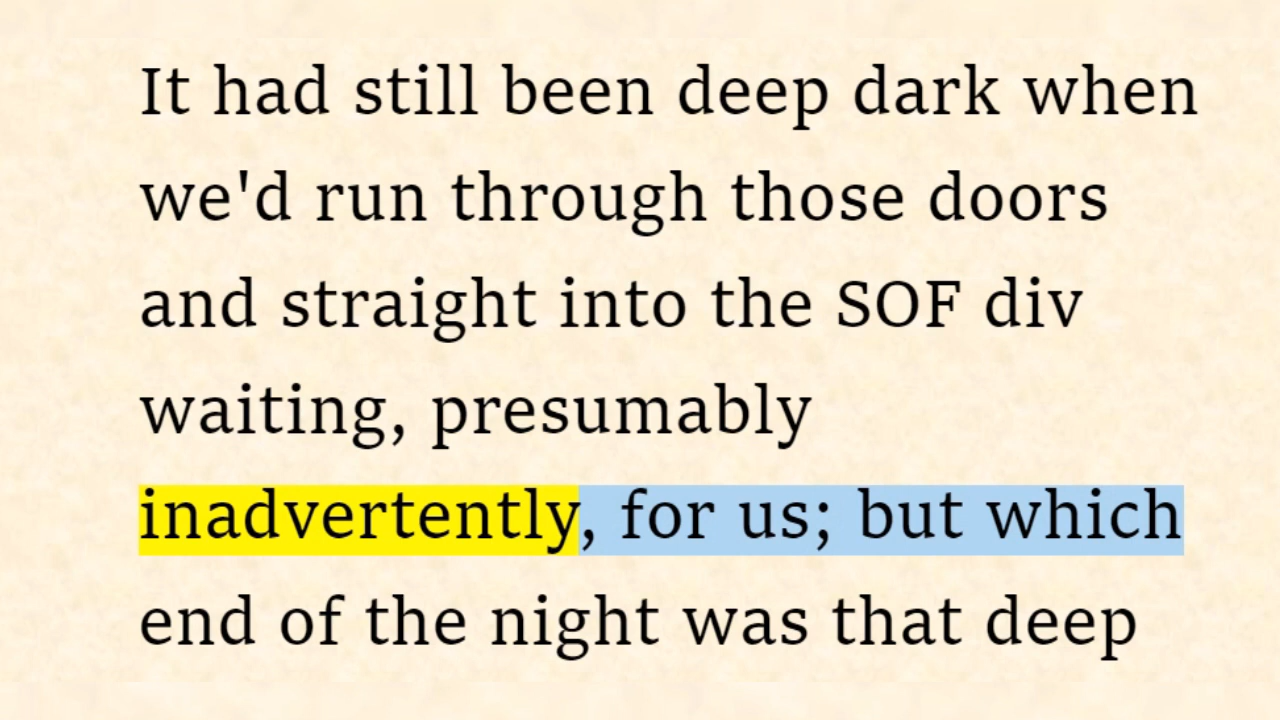 It had still been deep dark when
we'd run through those doors
and straight into the SOF div
waiting, presumably
inadvertently, for us; but which
end of the night was that deep